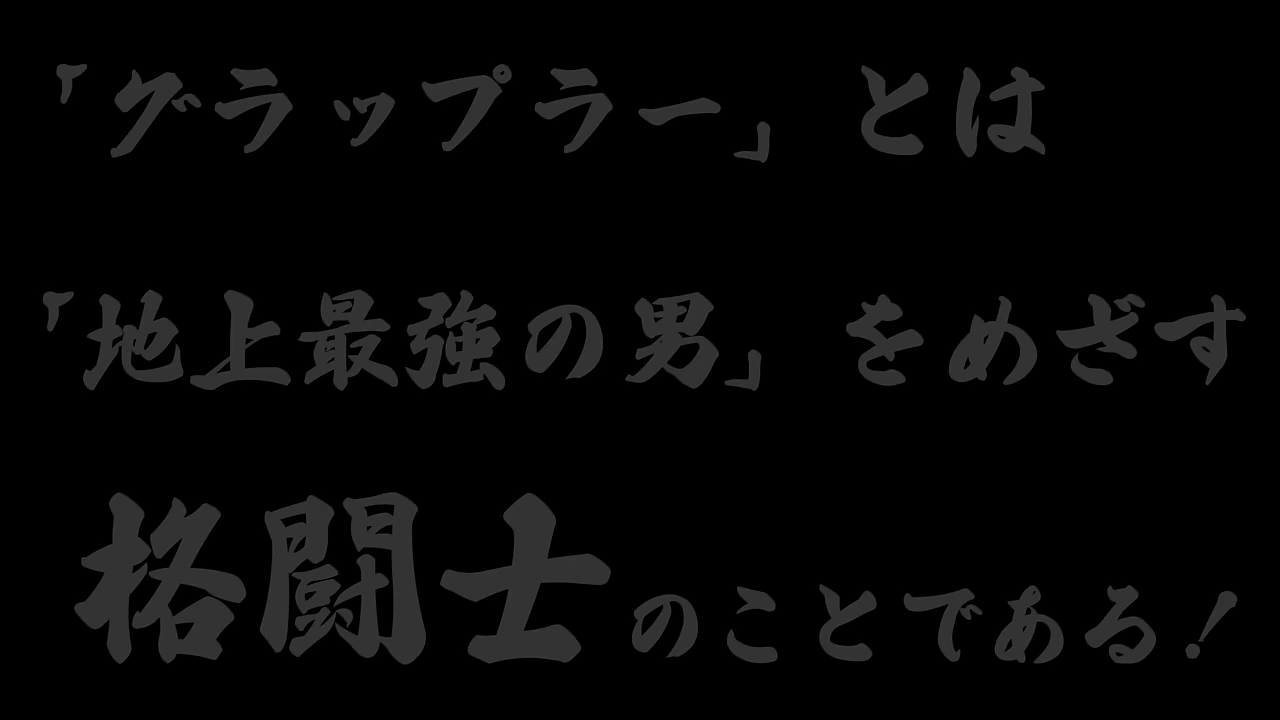 「グラップラー」とは
「地上最強の男」をめざす
格闘士のことである！